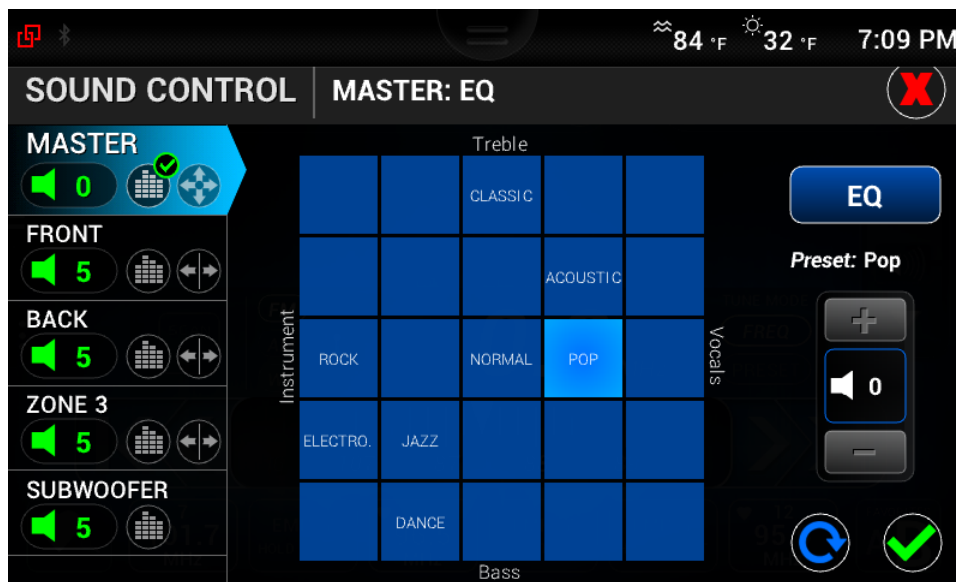 84 °F 32 °F 7:09 PM
SOUND CONTROL MASTER: EQ
MASTER
0
FRONT
5
BACK
5
ZONE 3
5
SUBWOOFER
5
Treble
CLASSIC
ACOUSTIC
Instrument
ROCK NORMAL POP
Vocals
ELECTRO. JAZZ
DANCE
Bass
EQ
Preset: Pop
0